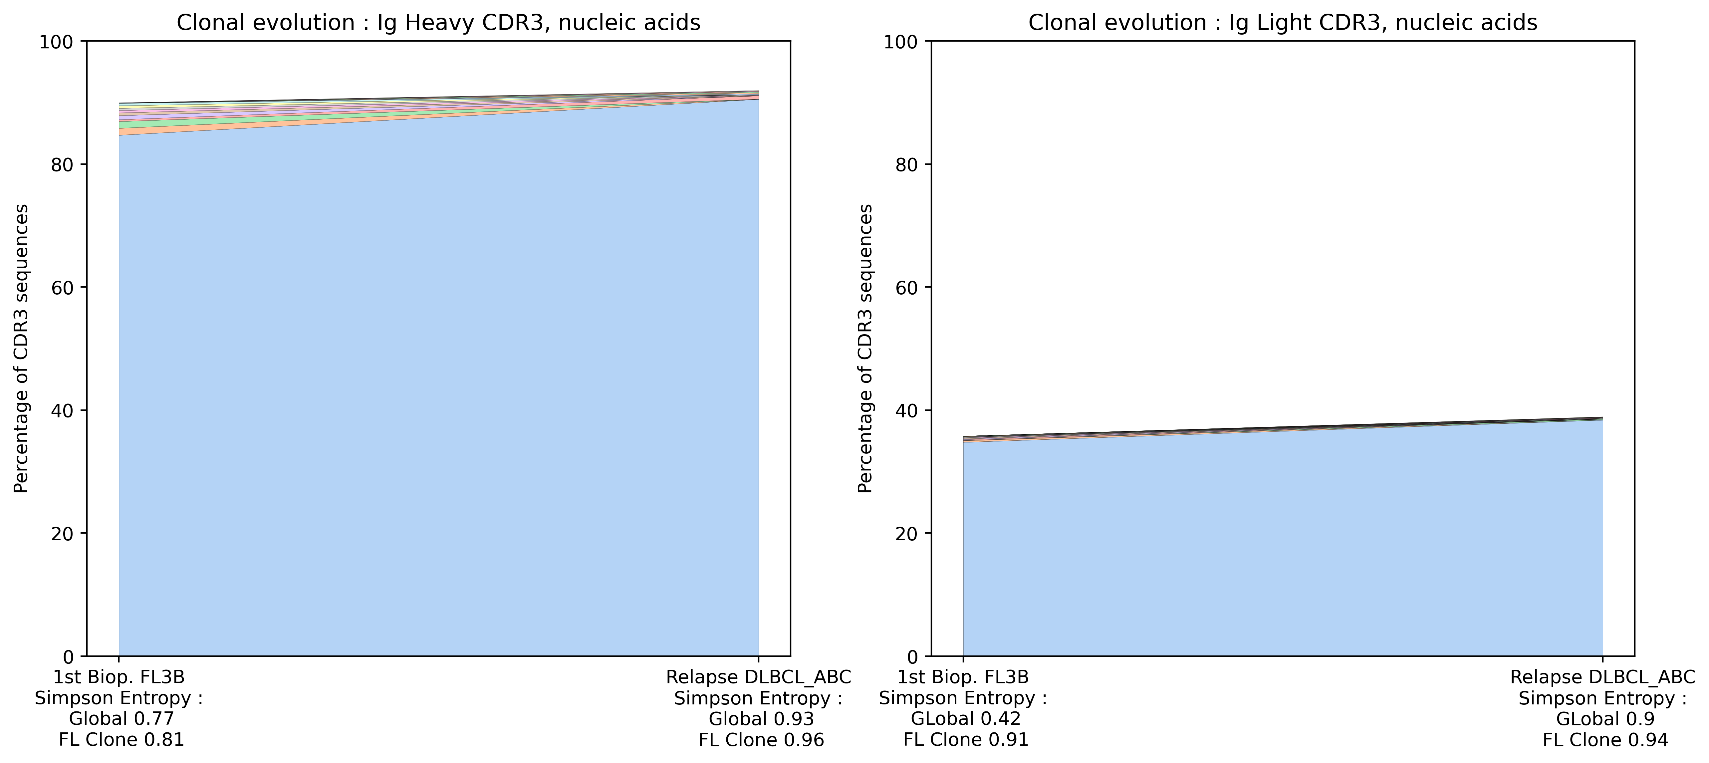 Clonal evolution : Ig Heavy CDR3, nucleic acids
Percentage of CDR3 sequences
100
80
60
40
20
0
1st Biop. FL3B
Simpson Entropy :
Global 0.77
FL Clone 0.81
Relapse DLBCL_ABC
Simpson Entropy :
Global 0.93
FL Clone 0.96
Clonal evolution : Ig Light CDR3, nucleic acids
Percentage of CDR3 sequences
100
80
60
40
20
0
1st Biop. FL3B
Simpson Entropy :
GLobal 0.42
FL Clone 0.91
Relapse DLBCL_ABC
Simpson Entropy :
GLobal 0.9
FL Clone 0.94